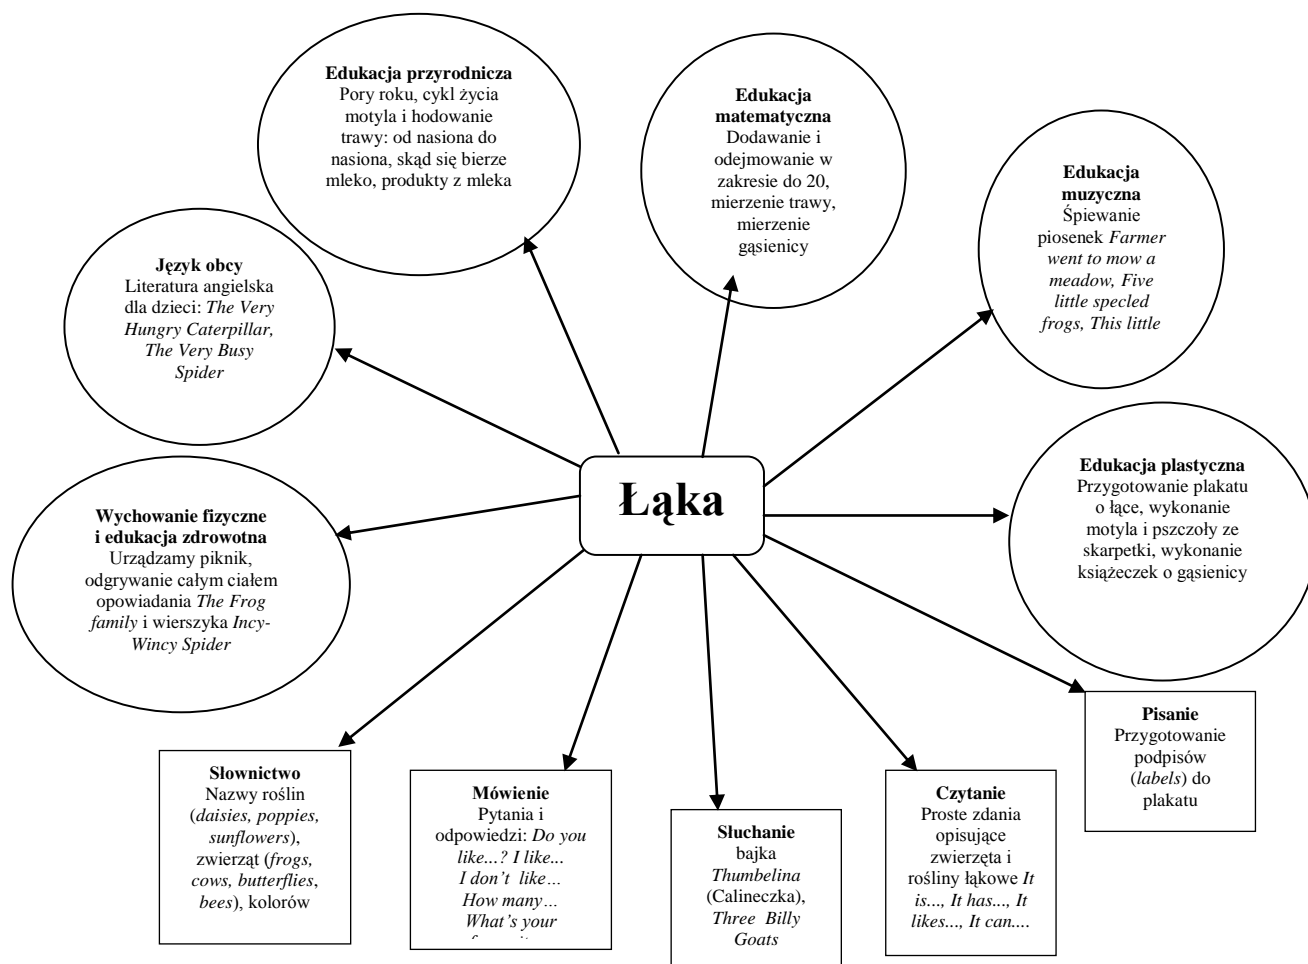 Edukacja przyrodnicza
Pory roku, cykl życia
motyla i hodowanie
trawy: od nasiona do
nasiona, skąd się bierze
mleko, produkty z mleka
Edukacja
matematyczna
Dodawanie i
odejmowanie w
zakresie do 20,
mierzenie trawy,
mierzenie
gąsienicy
Edukacja
muzyczna
Śpiewanie
piosenek Farmer
went to mow a
meadow, Five
little specled
frogs, This little
Język obcy
Literatura angielska
dla dzieci: The Very
Hungry Caterpillar,
The Very Busy
Spider
Łąka
Edukacja plastyczna
Przygotowanie plakatu
o łące, wykonanie
motyla i pszczoły ze
skarpetki, wykonanie
książeczek o gąsienicy
Wychowanie fizyczne
i edukacja zdrowotna
Urządzamy piknik,
odgrywanie całym ciałem
opowiadania The Frog
family i wierszyka Incy-
Wincy Spider
Słownictwo
Nazwy roślin
(daisies, poppies,
sunflowers),
zwierząt (frogs,
cows, butterflies,
bees), kolorów
Mówienie
Pytania i
odpowiedzi: Do you
like...? I like...
I don't like…
How many…
What's your
Słuchanie
bajka
Thumbelina
(Calineczka),
Three Billy
Goats
Czytanie
Proste zdania
opisujące
zwierzęta i
rośliny łąkowe It
is..., It has..., It
likes..., It can....
Pisanie
Przygotowanie
podpisów
(labels) do
plakatu